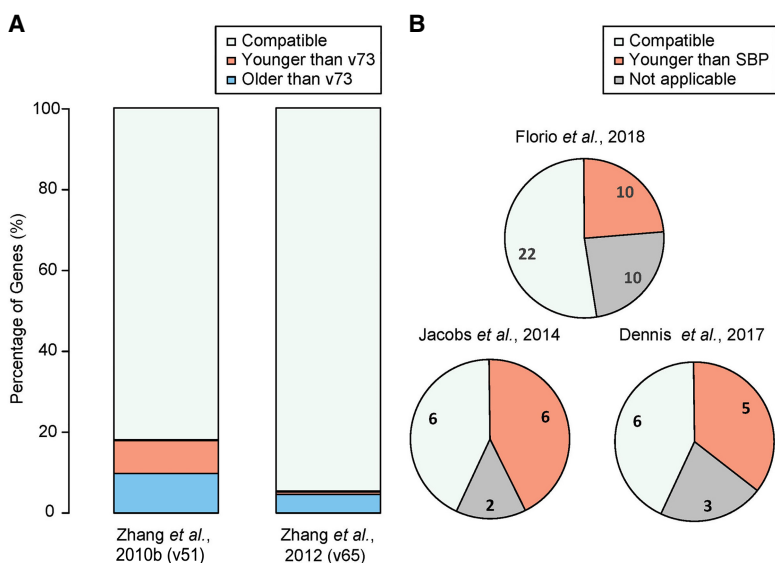 A
Compatible
Younger than v73
Older than v73
Percentage of Genes (%)
100
80
60
40
20
0
Zhang et al.,
2010b (v51)
Zhang et al.,
2012 (v65)
B
Compatible
Younger than SBP
Not applicable
Florio et al., 2018
10
22
10
Jacobs et al., 2014
6
6
2
Dennis et al., 2017
6
5
3